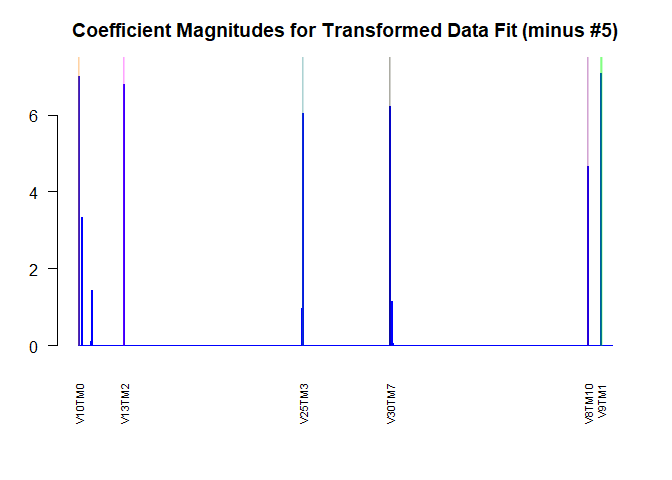 Coefficient Magnitudes for Transformed Data Fit (minus #5)
6
4
2
0
V10TM0
V13TM2
V25TM3
V30TM7
V8TM10
V9TM1